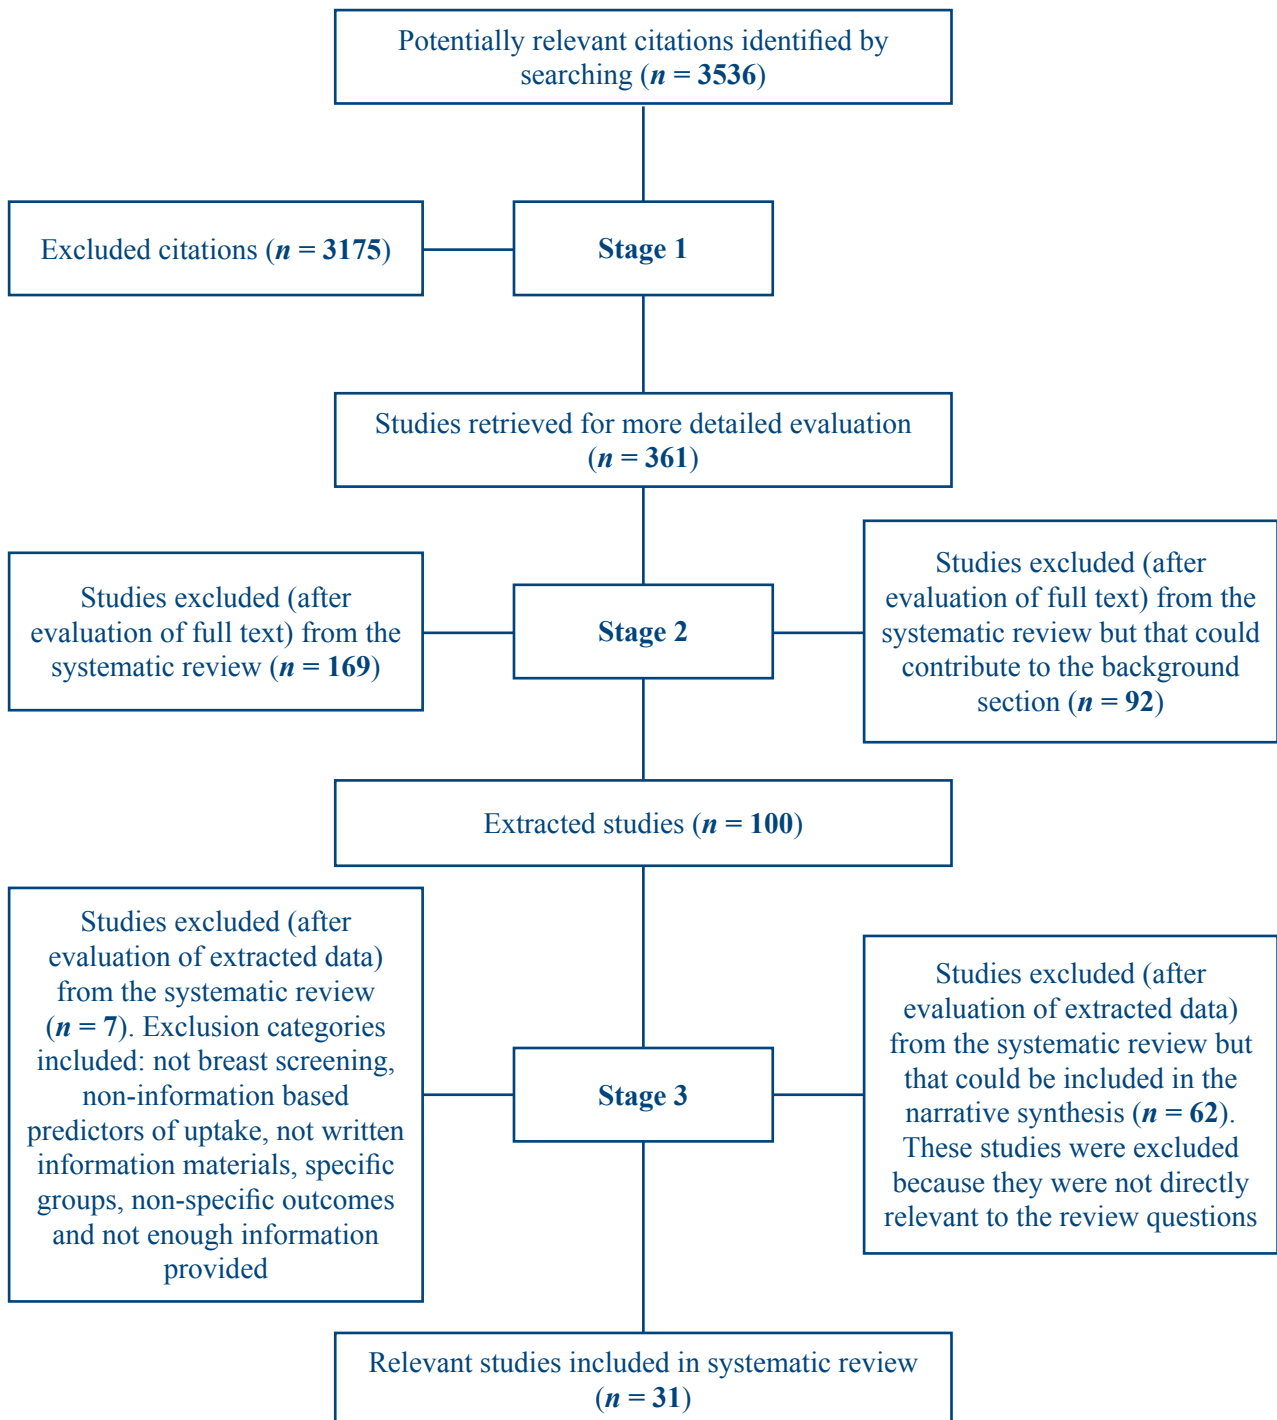 Potentially relevant citations identified by
searching (n = 3536)
Excluded citations (n = 3175)
Stage 1
Studies retrieved for more detailed evaluation
(n = 361)
Studies excluded (after
evaluation of full text) from the
systematic review (n = 169)
Stage 2
Studies excluded (after
evaluation of full text) from the
systematic review but that could
contribute to the background
section (n = 92)
Extracted studies (n = 100)
Studies excluded (after
evaluation of extracted data)
from the systematic review
(n = 7). Exclusion categories
included: not breast screening,
non-information based
predictors of uptake, not written
information materials, specific
groups, non-specific outcomes
and not enough information
provided
Stage 3
Studies excluded (after
evaluation of extracted data)
from the systematic review but
that could be included in the
narrative synthesis (n = 62).
These studies were excluded
because they were not directly
relevant to the review questions
Relevant studies included in systematic review
(n = 31)